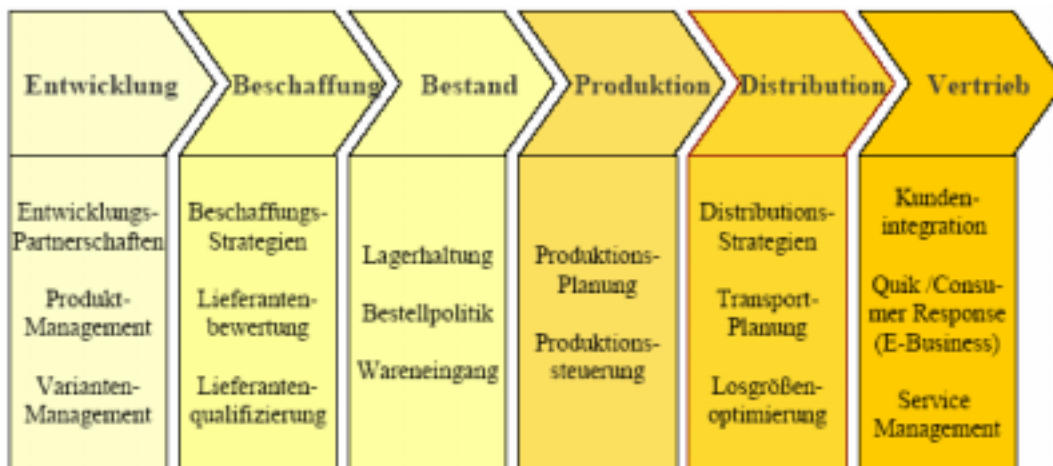 Entwicklung
Beschaffung
Bestand
Produktion
Distribution
Vertrieb
Entwicklungs-
Partnerschaften
Produkt-
Management
Varianten-
Management
Beschaffungs-
Strategien
Lieferanten-
bewertung
Lieferanten-
qualifizierung
Lagerhaltung
Bestellpolitik
Wareneingang
Produktions-
Planung
Produktions-
steuerung
Distributions-
Strategien
Transport-
Planung
Losgrößen-
optimierung
Kunden-
integration
Quik /Consu-
mer Response
(E-Business)
Service
Management